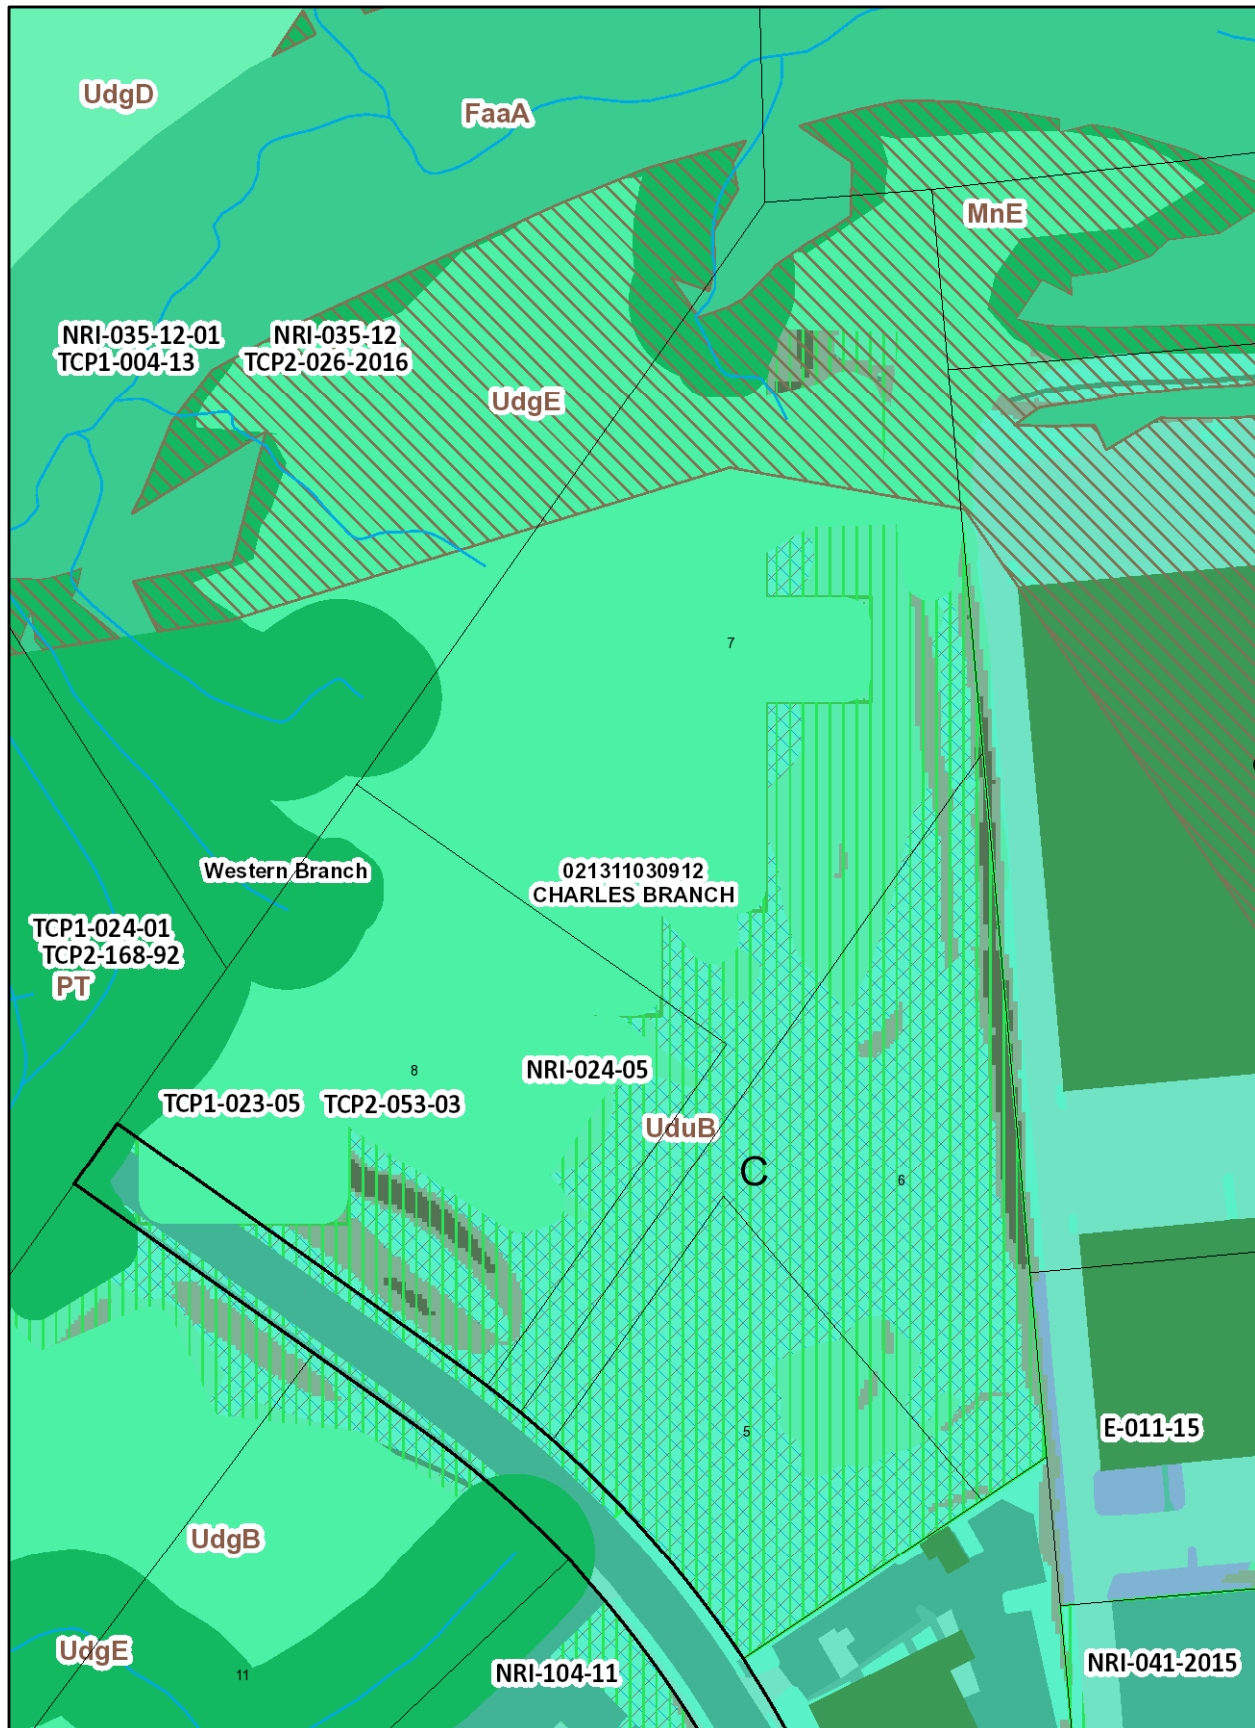 UdgD
FaaA
MnE
NRI-035-12-01
TCP1-004-13
NRI-035-12
TCP2-026-2016
UdgE
7
Western Branch
021311030912
CHARLES BRANCH
TCP1-024-01
TCP2-168-92
PT
8
NRI-024-05
TCP1-023-05
TCP2-053-03
UduB
C
6
5
E-011-15
UdgB
UdgE
11
NRI-104-11
NRI-041-2015